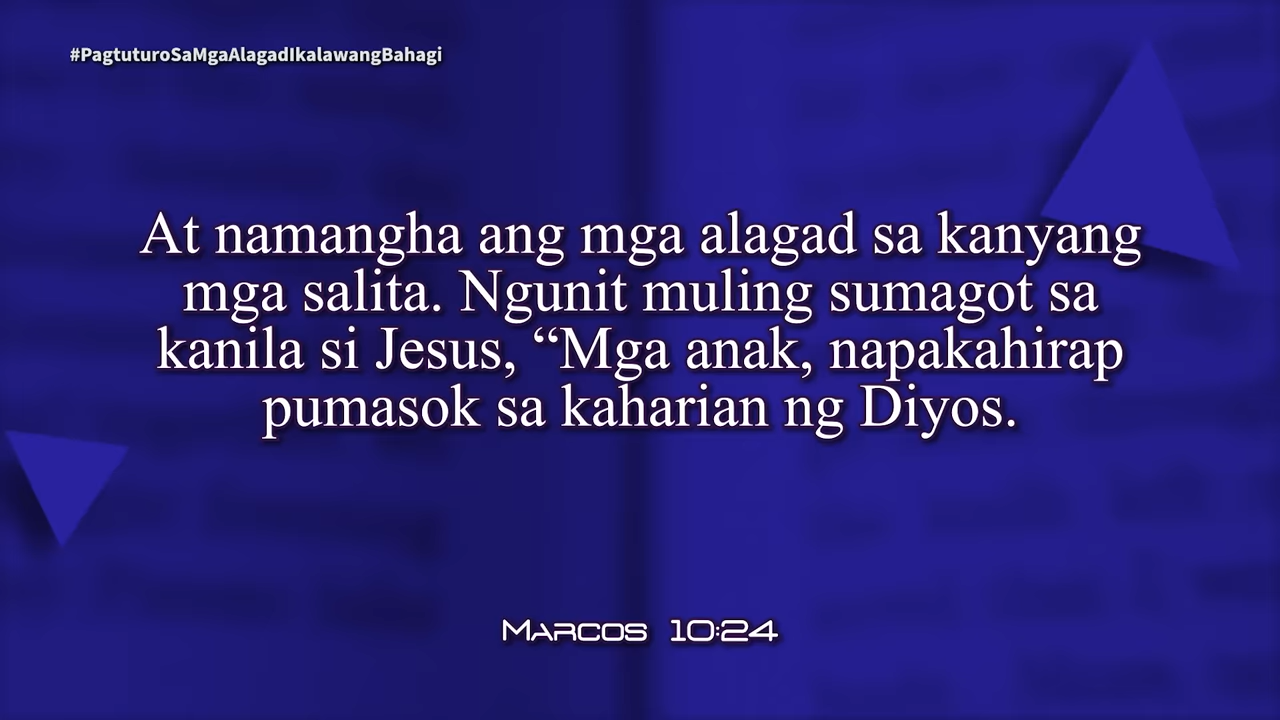 #PagtuturoSaMgaAlagadIkalawangBahagi
At namangha ang mga alagad sa kanyang
mga salita. Ngunit muling sumagot sa
kanila si Jesus, “Mga anak, napakahirap
pumasok sa kaharian ng Diyos.
Marcos 10:24